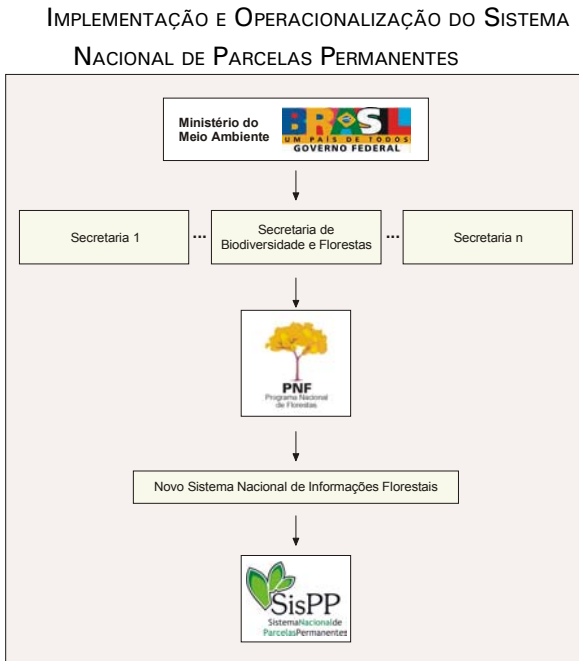 IMPLEMENTAÇÃO E OPERACIONALIZAÇÃO DO SISTEMA
NACIONAL DE PARCELAS PERMANENTES
Ministério do
Meio Ambiente
BRASIL
UM PAÍS DE TODOS
GOVERNO FEDERAL
Secretaria 1
...
Secretaria de
Biodiversidade e Florestas
...
Secretaria n
PNF
Programa Nacional
de Florestas
Novo Sistema Nacional de Informações Florestais
SisPP
SistemaNacionalde
ParcelasPermanentes